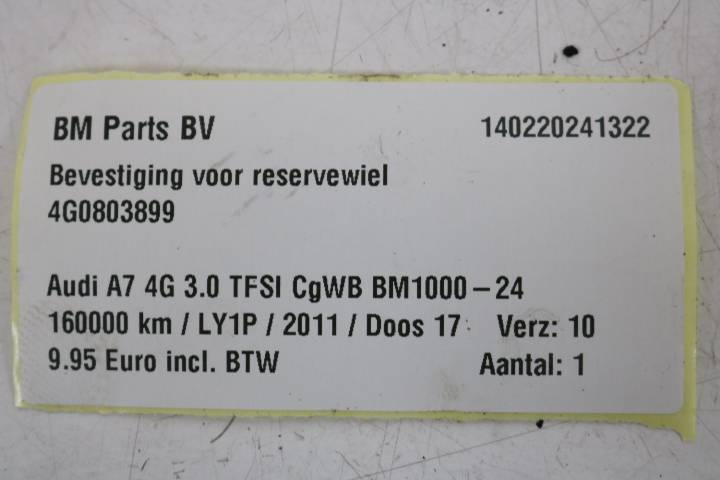 BM Parts BV 140220241322
Bevestiging voor reservewiel
4G0803899
Audi A7 4G 3.0 TFSI CgWB BM1000-24
160000 km / LY1P / 2011 / Doos 17 Verz: 10
9.95 Euro incl. BTW Aantal: 1